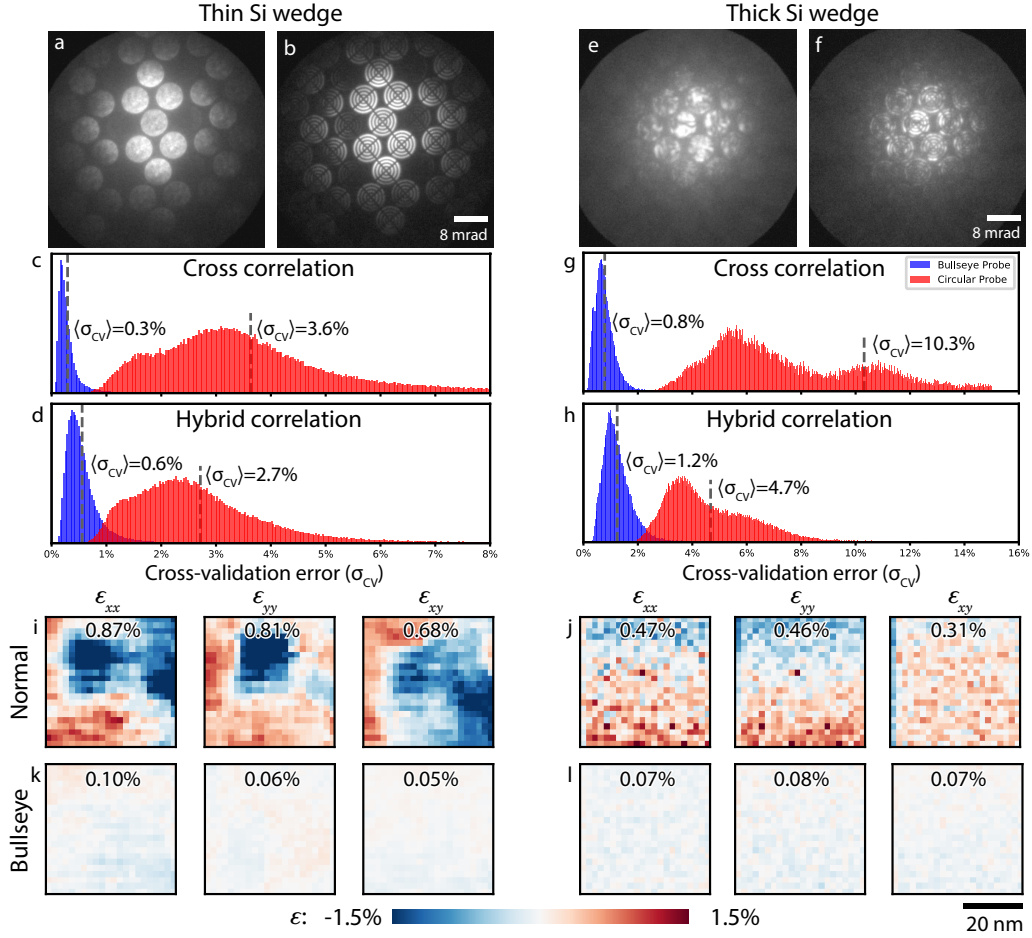 Thin Si wedge
Thick Si wedge
a
b
e
f
8 mrad
8 mrad
c
Cross correlation
⟨σCV⟩=0.3%
⟨σCV⟩=3.6%
g
Cross correlation
Bullseye Probe
Circular Probe
⟨σCV⟩=0.8%
⟨σCV⟩=10.3%
d
Hybrid correlation
⟨σCV⟩=0.6%
⟨σCV⟩=2.7%
h
Hybrid correlation
⟨σCV⟩=1.2%
⟨σCV⟩=4.7%
0% 1% 2% 3% 4% 5% 6% 7% 8%
0% 2% 4% 6% 8% 10% 12% 14% 16%
Cross-validation error (σCV)
Cross-validation error (σCV)
εxx εyy εxy
εxx εyy εxy
Normal
i
0.87% 0.81% 0.68%
j
0.47% 0.46% 0.31%
Bullseye
k
0.10% 0.06% 0.05%
l
0.07% 0.08% 0.07%
ε: -1.5% 1.5%
20 nm